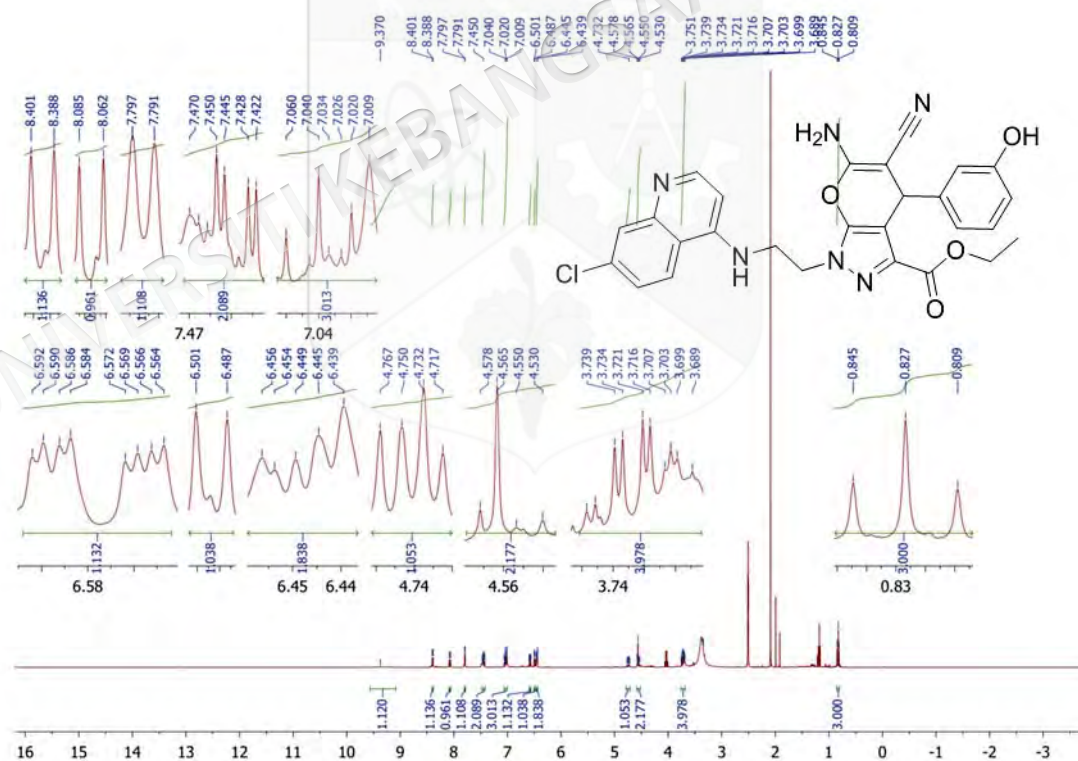 9.370 8.401 8.388 7.797 7.791 7.450 7.040 7.020 7.009 6.501 6.487 6.445 6.439 4.732 4.578 4.565 4.550 4.530 3.751 3.739 3.734 3.721 3.716 3.707 3.703 3.699 3.689 0.845 0.827 0.809
UNIVERSITI KEBANGSAAN
8.401 8.388 8.085 8.062 7.797 7.791 7.470 7.450 7.445 7.428 7.422 7.060 7.040 7.034 7.026 7.020 7.009
N
H₂N
OH
O
N
N
H
N
N
O
O
Cl
1.136 0.961 1.108 2.089 3.013
7.47 7.04
6.592 6.590 6.586 6.584 6.572 6.569 6.566 6.564 6.501 6.487 6.456 6.454 6.449 6.445 6.439 4.767 4.750 4.732 4.717 4.578 4.565 4.550 4.530 3.739 3.734 3.721 3.716 3.707 3.703 3.699 3.689 0.845 0.827 0.809
1.132 1.038 1.838 1.053 2.177 3.978 3.000
6.58 6.45 6.44 4.74 4.56 3.74 0.83
1.120 1.136 0.961 1.108 2.089 3.013 1.132 1.038 1.838 1.053 2.177 3.978 3.000
16 15 14 13 12 11 10 9 8 7 6 5 4 3 2 1 0 -1 -2 -3